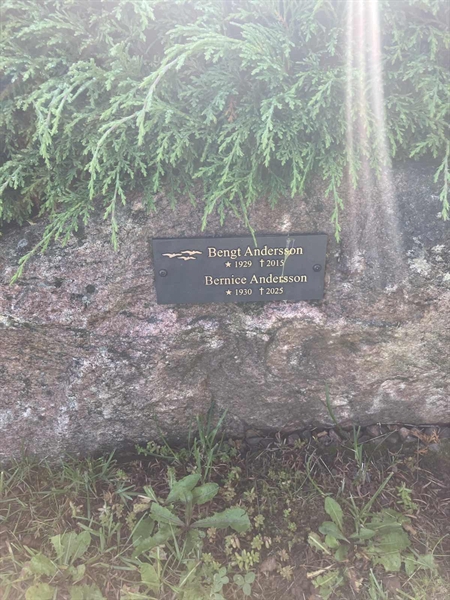 Bengt Andersson
★ 1929 † 2015
Bernice Andersson
★ 1930 † 2025